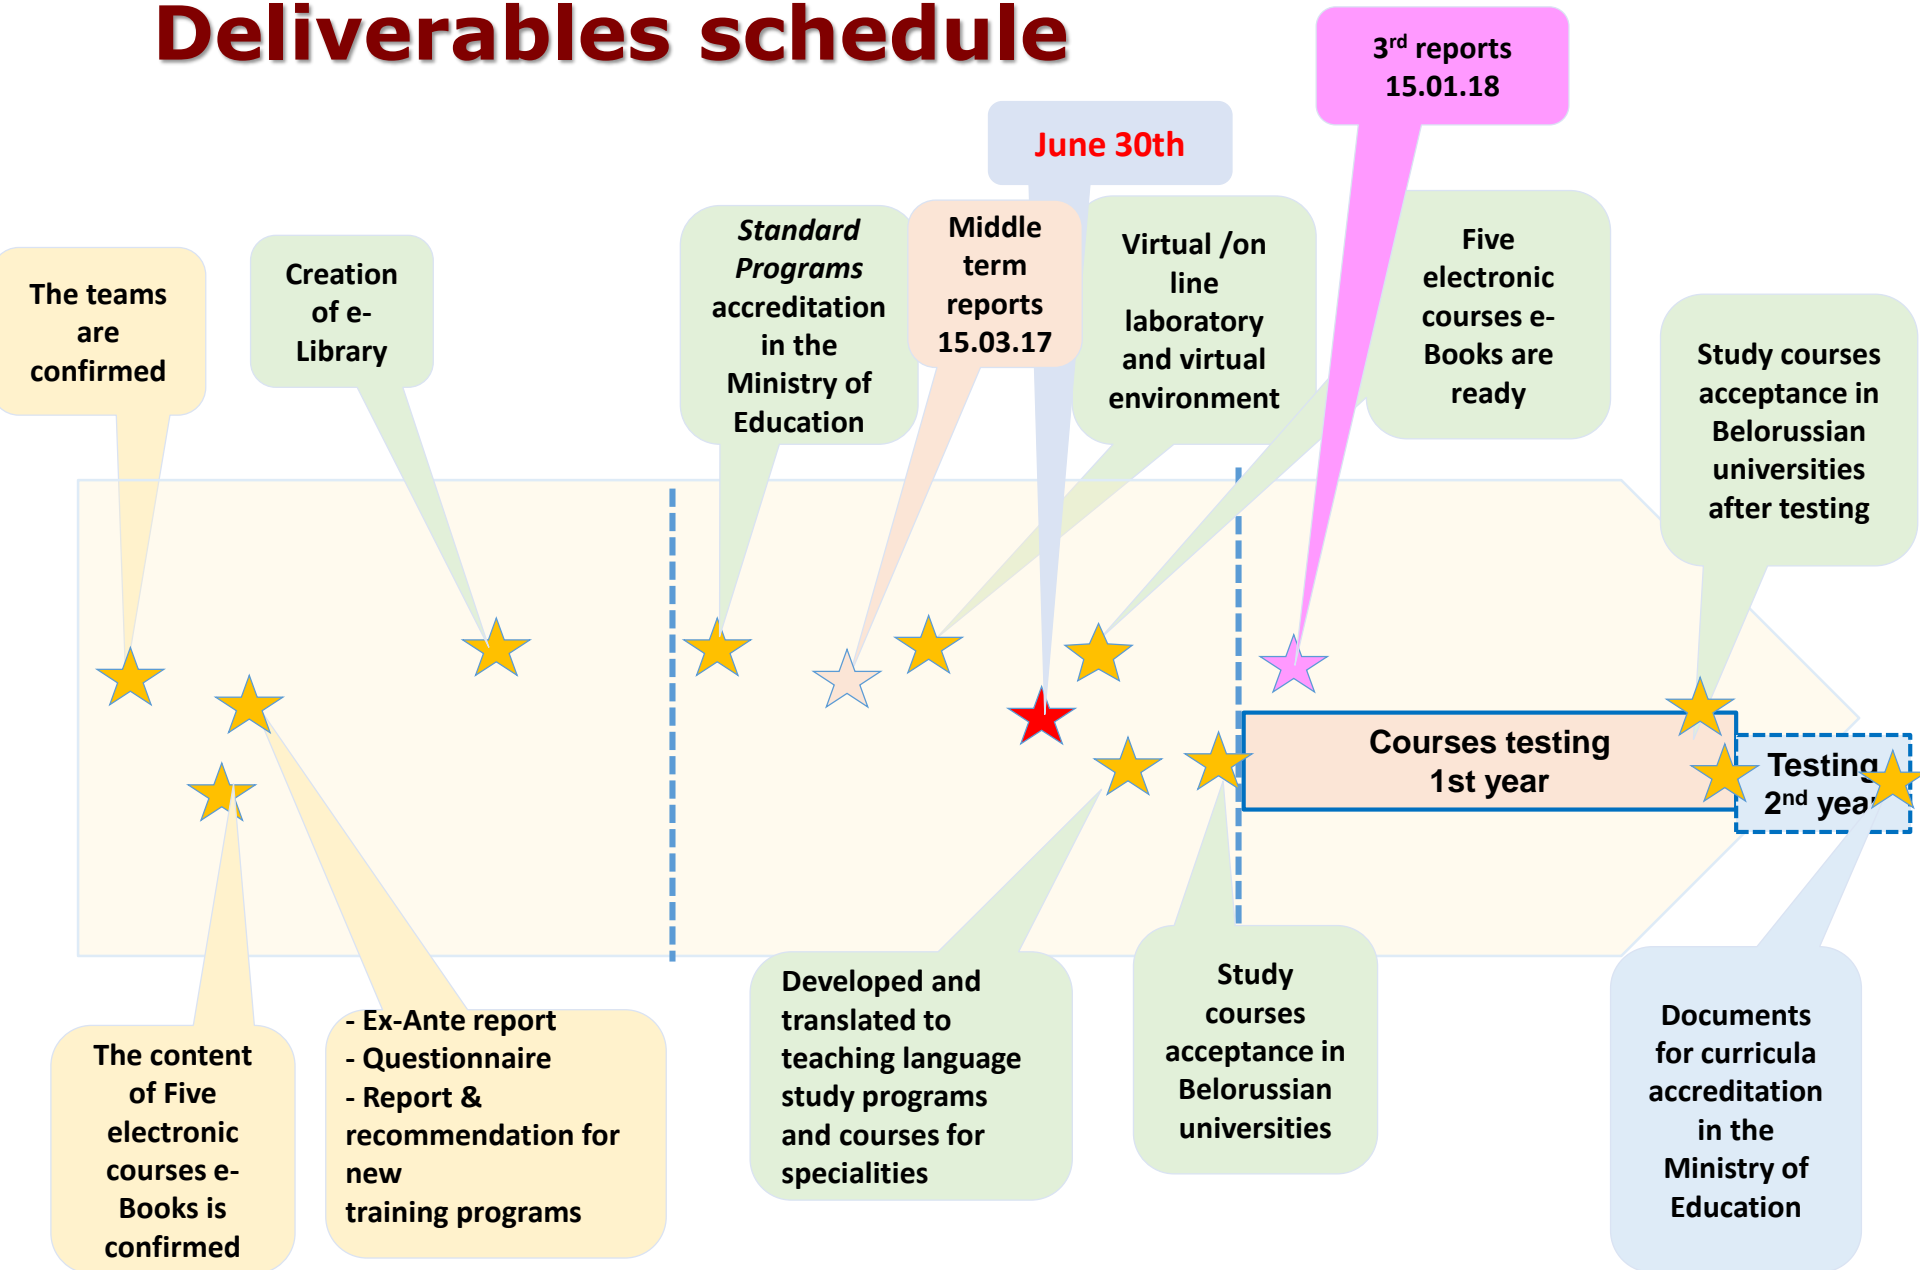 Deliverables schedule
3rd reports
15.01.18
June 30th
The teams
are
confirmed
Creation
of e-
Library
Standard
Programs
accreditation
in the
Ministry of
Education
Middle
term
reports
15.03.17
Virtual /on
line
laboratory
and virtual
environment
Five
electronic
courses e-
Books are
ready
Study courses
acceptance in
Belorussian
universities
after testing
Courses testing
1st year
Testing
2nd year
The content
of Five
electronic
courses e-
Books is
confirmed
- Ex-Ante report
- Questionnaire
- Report &
recommendation for
new
training programs
Developed and
translated to
teaching language
study programs
and courses for
specialities
Study
courses
acceptance in
Belorussian
universities
Documents
for curricula
accreditation
in the
Ministry of
Education